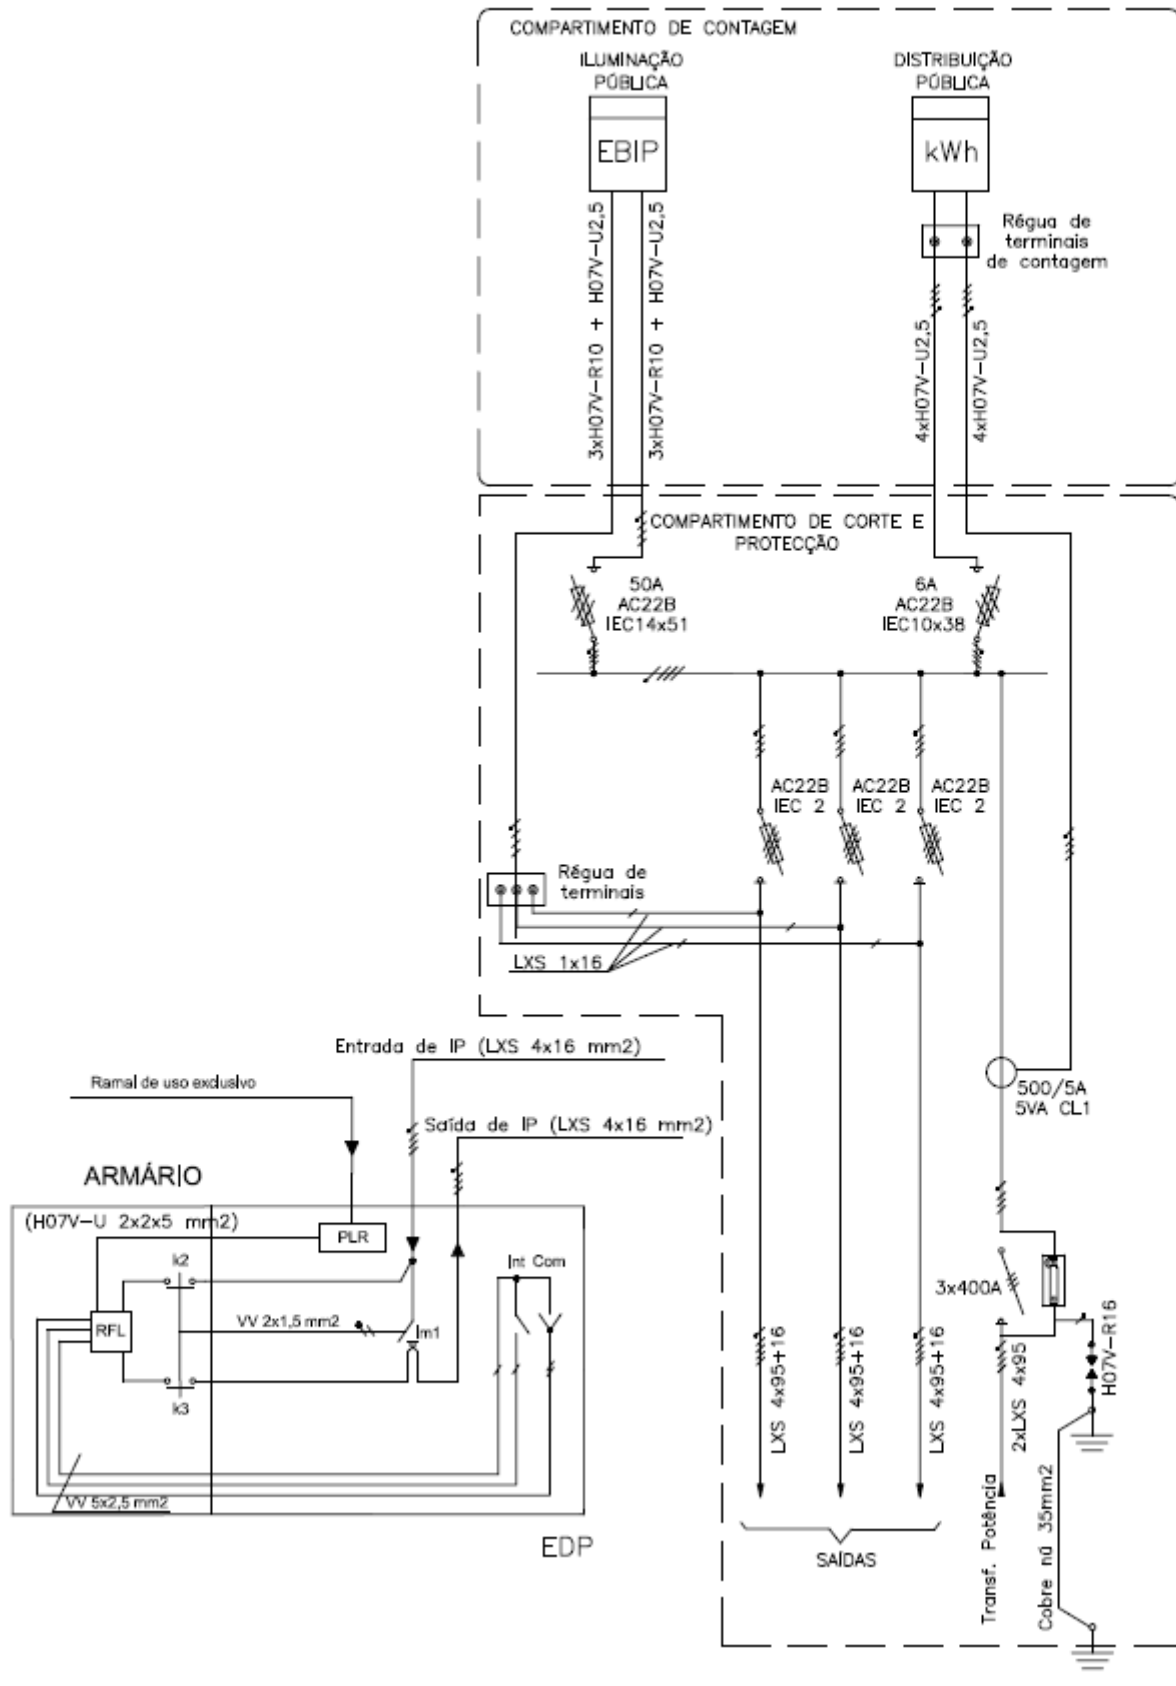 COMPARTIMENTO DE CONTAGEM
ILUMINAÇÃO
PÚBLICA
DISTRIBUIÇÃO
PÚBLICA
EBIP
kWh
Régua de
terminais
de contagem
3xH07V-R10 + H07V-U2,5
3xH07V-R10 + H07V-U2,5
4xH07V-U2,5
4xH07V-U2,5
COMPARTIMENTO DE CORTE E
PROTECÇÃO
50A
AC22B
IEC14x51
6A
AC22B
IEC10x38
AC22B
IEC 2
AC22B
IEC 2
AC22B
IEC 2
Régua de
terminais
LXS 1x16
Entrada de IP (LXS 4x16 mm2)
Ramal de uso exclusivo
Saída de IP (LXS 4x16 mm2)
500/5A
5VA CL1
ARMÁRIO
(H07V-U 2x2x5 mm2)
PLR
k2
Int Com
RFL
VV 2x1,5 mm2
Im1
k3
VV 5x2,5 mm2
EDP
3x400A
H07V-R16
LXS 4x95+16
LXS 4x95+16
LXS 4x95+16
2xLXS 4x95
Transf. Potência
Cobre nú 35mm2
SAÍDAS